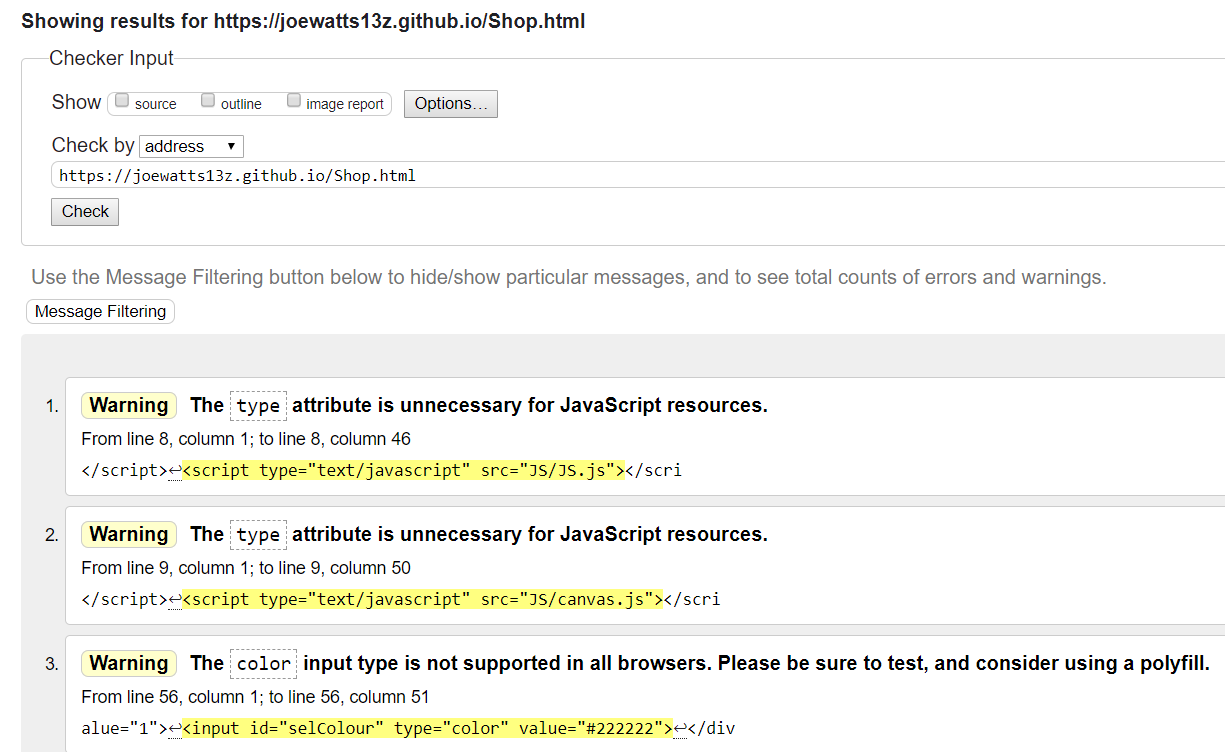 Showing results for https://joewatts13z.github.io/Shop.html
Checker Input
Show source outline image report Options...
Check by address
https://joewatts13z.github.io/Shop.html
Check
Use the Message Filtering button below to hide/show particular messages, and to see total counts of errors and warnings.
Message Filtering
1. Warning The type attribute is unnecessary for JavaScript resources.
From line 8, column 1; to line 8, column 46
</script>↩<script type="text/javascript" src="JS/JS.js"></scri
2. Warning The type attribute is unnecessary for JavaScript resources.
From line 9, column 1; to line 9, column 50
</script>↩<script type="text/javascript" src="JS/canvas.js"></scri
3. Warning The color input type is not supported in all browsers. Please be sure to test, and consider using a polyfill.
From line 56, column 1; to line 56, column 51
alue="1">↩<input id="selColour" type="color" value="#222222">↩</div